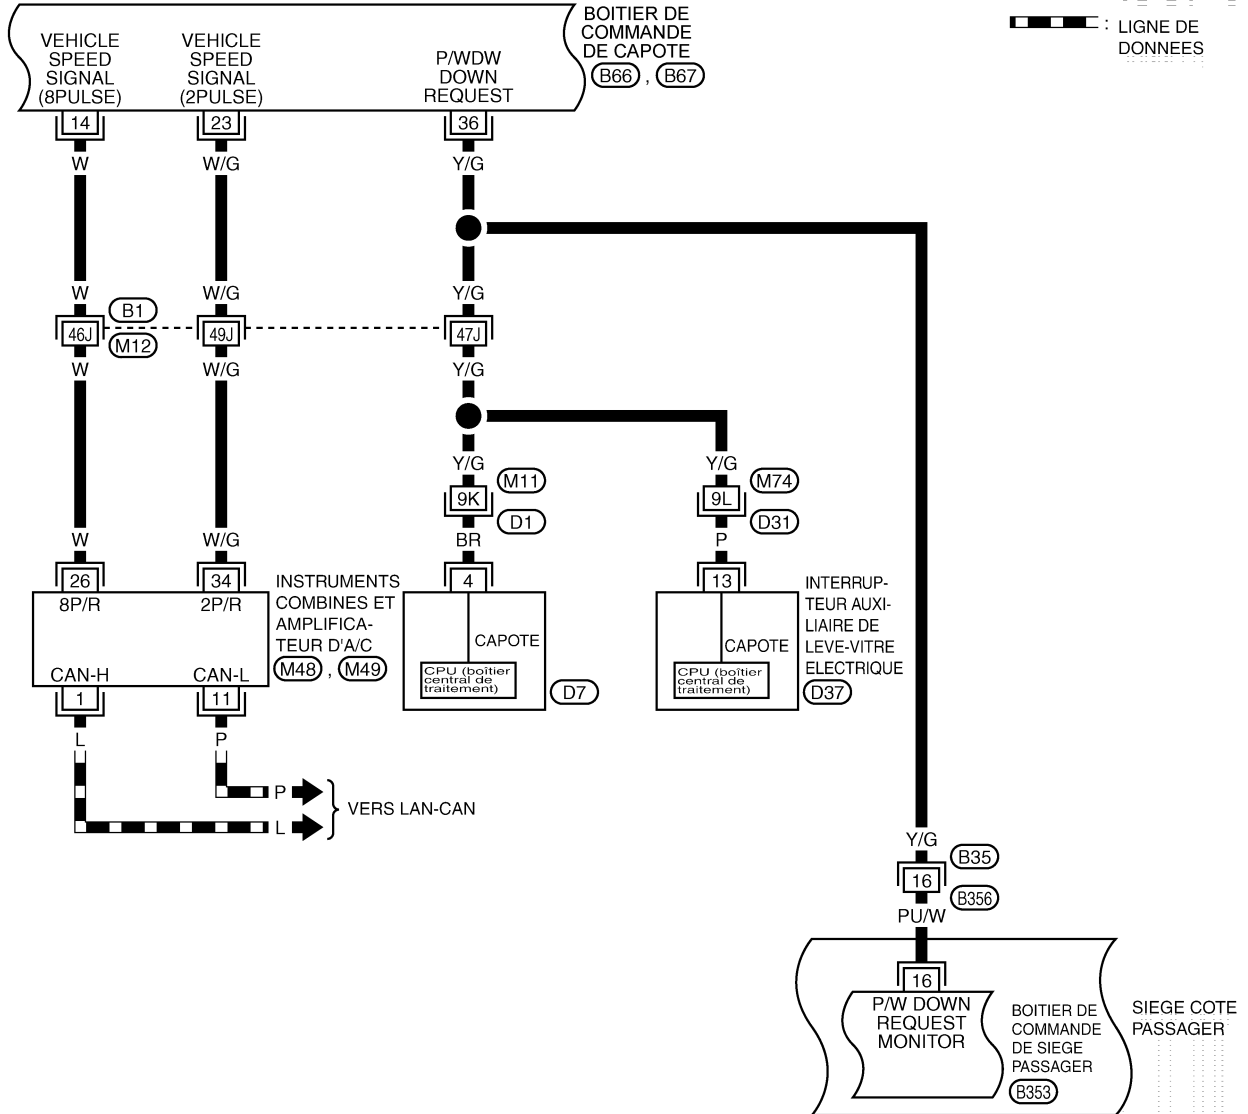 BOITIER DE
COMMANDE
DE CAPOTE
B66 , B67
: LIGNE DE
DONNEES
VEHICLE
SPEED
SIGNAL
(8PULSE)
VEHICLE
SPEED
SIGNAL
(2PULSE)
P/WDW
DOWN
REQUEST
14
23
36
W
W/G
Y/G
W
W/G
Y/G
B1
46J
49J
47J
M12
W
W/G
Y/G
Y/G
Y/G
M11
M74
9K
9L
D1
D31
W
W/G
BR
P
26
34
4
13
8P/R
2P/R
CAN-H
CAN-L
INSTRUMENTS
COMBINES ET
AMPLIFICA-
TEUR D'A/C
M48 , M49
CAPOTE
CPU (boîtier
central de
traitement)
D7
CAPOTE
CPU (boîtier
central de
traitement)
INTERRUP-
TEUR AUXI-
LIAIRE DE
LEVE-VITRE
ELECTRIQUE
D37
1
11
L
P
P
L
VERS LAN-CAN
Y/G
B35
16
B356
PU/W
16
P/W DOWN
REQUEST
MONITOR
BOITIER DE
COMMANDE
DE SIEGE
PASSAGER
B353
SIEGE COTE
PASSAGER